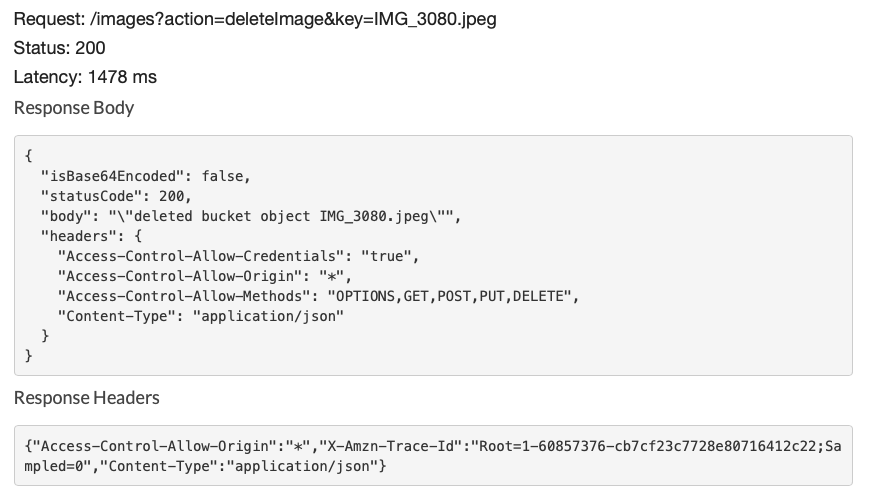 Request: /images?action=deleteImage&key=IMG_3080.jpeg
Status: 200
Latency: 1478 ms
Response Body
{
  "isBase64Encoded": false,
  "statusCode": 200,
  "body": "\"deleted bucket object IMG_3080.jpeg\"",
  "headers": {
    "Access-Control-Allow-Credentials": "true",
    "Access-Control-Allow-Origin": "*",
    "Access-Control-Allow-Methods": "OPTIONS,GET,POST,PUT,DELETE",
    "Content-Type": "application/json"
  }
}
Response Headers
{"Access-Control-Allow-Origin":"*","X-Amzn-Trace-Id":"Root=1-60857376-cb7cf23c7728e80716412c22;Sa
mpled=0","Content-Type":"application/json"}